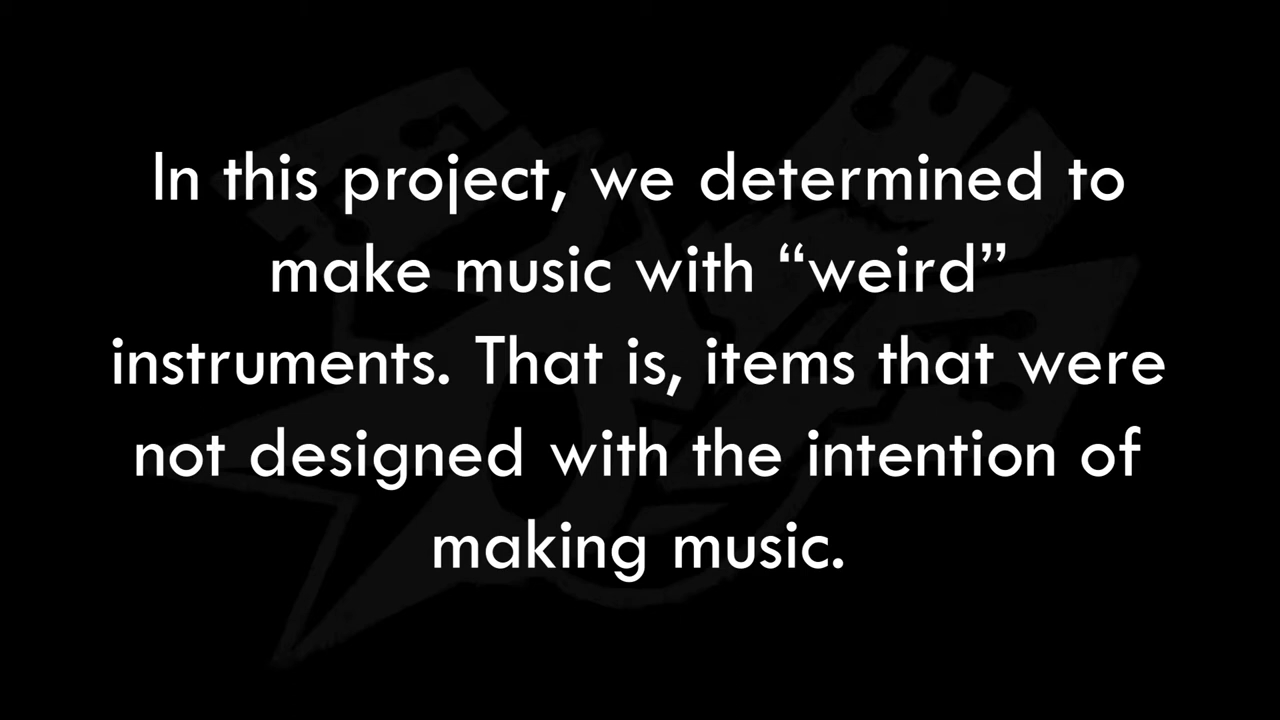 In this project, we determined to
make music with “weird”
instruments. That is, items that were
not designed with the intention of
making music.